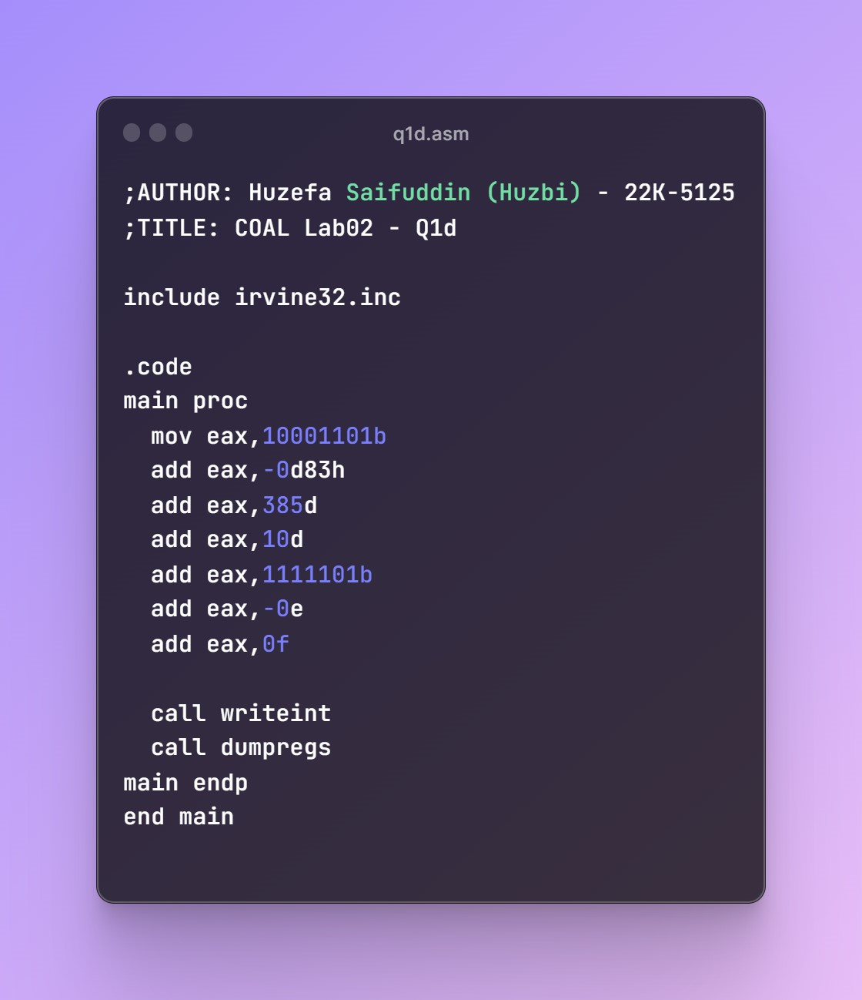 q1d.asm
;AUTHOR: Huzefa Saifuddin (Huzbi) - 22K-5125
;TITLE: COAL Lab02 - Q1d
include irvine32.inc
.code
main proc
mov eax,10001101b
add eax,-0d83h
add eax,385d
add eax,10d
add eax,1111101b
add eax,-0e
add eax,0f
call writeint
call dumpregs
main endp
end main